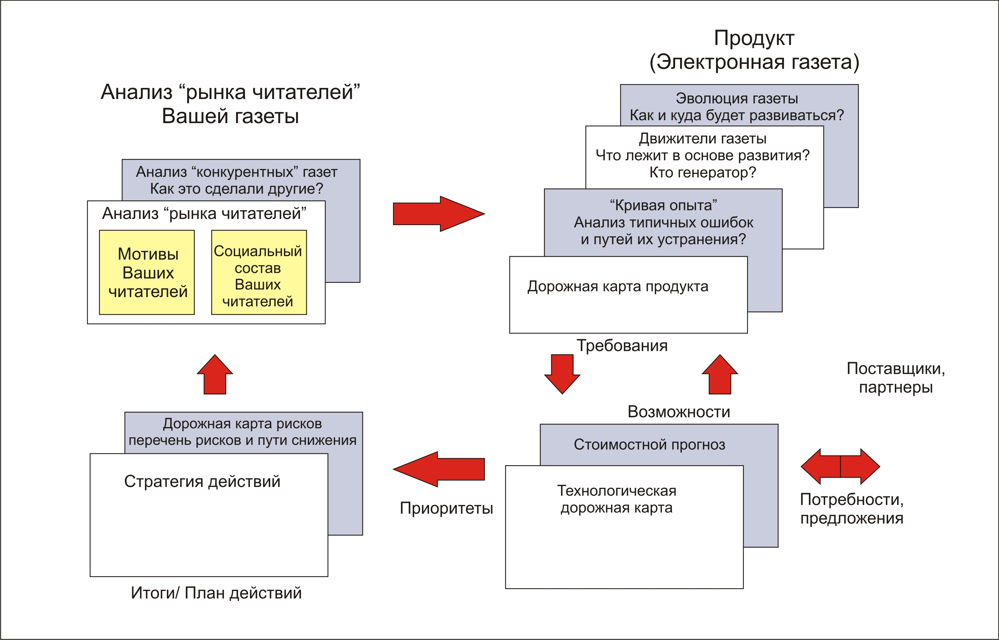 Продукт
(Электронная газета)
Анализ “рынка читателей”
Вашей газеты
Эволюция газеты
Как и куда будет развиваться?
Движители газеты
Что лежит в основе развития?
Кто генератор?
Анализ “конкурентных” газет
Как это сделали другие?
“Кривая опыта”
Анализ типичных ошибок
и путей их устранения?
Анализ “рынка читателей”
Мотивы
Ваших
читателей
Социальный
состав
Ваших
читателей
Дорожная карта продукта
Требования
Поставщики,
партнеры
Возможности
Дорожная карта рисков
перечень рисков и пути снижения
Стоимостной прогноз
Стратегия действий
Технологическая
дорожная карта
Приоритеты
Потребности,
предложения
Итоги/ План действий